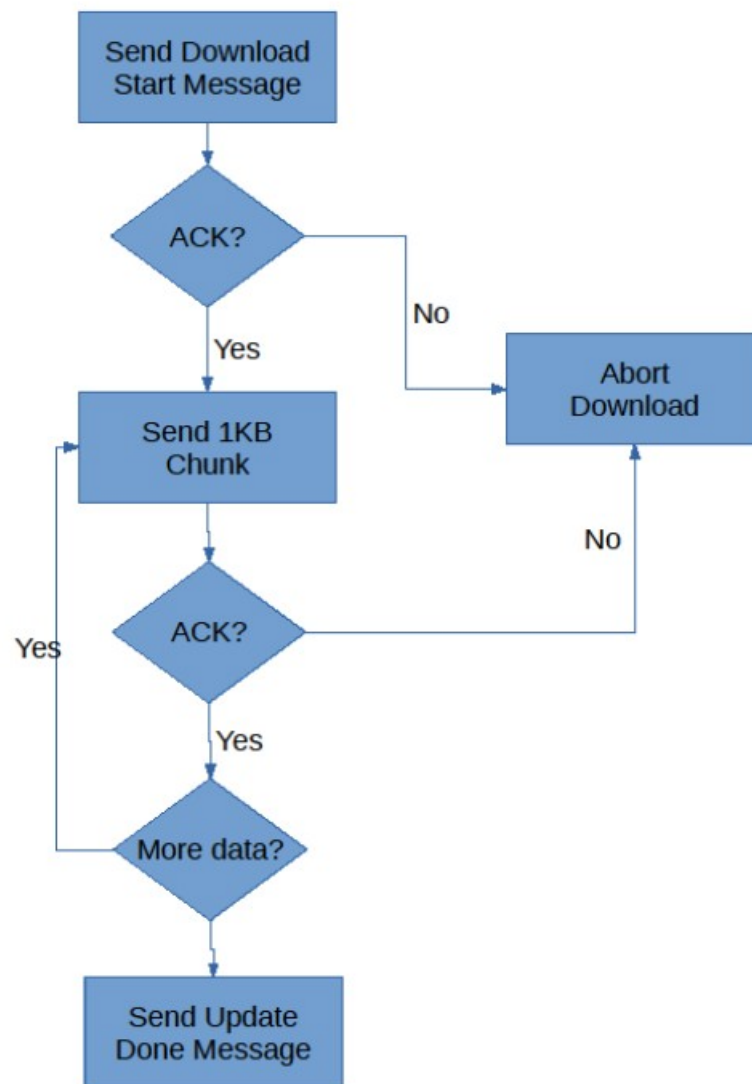 Send Download
Start Message
ACK?
No
Yes
Abort
Download
Send 1KB
Chunk
No
ACK?
Yes
Yes
More data?
Send Update
Done Message